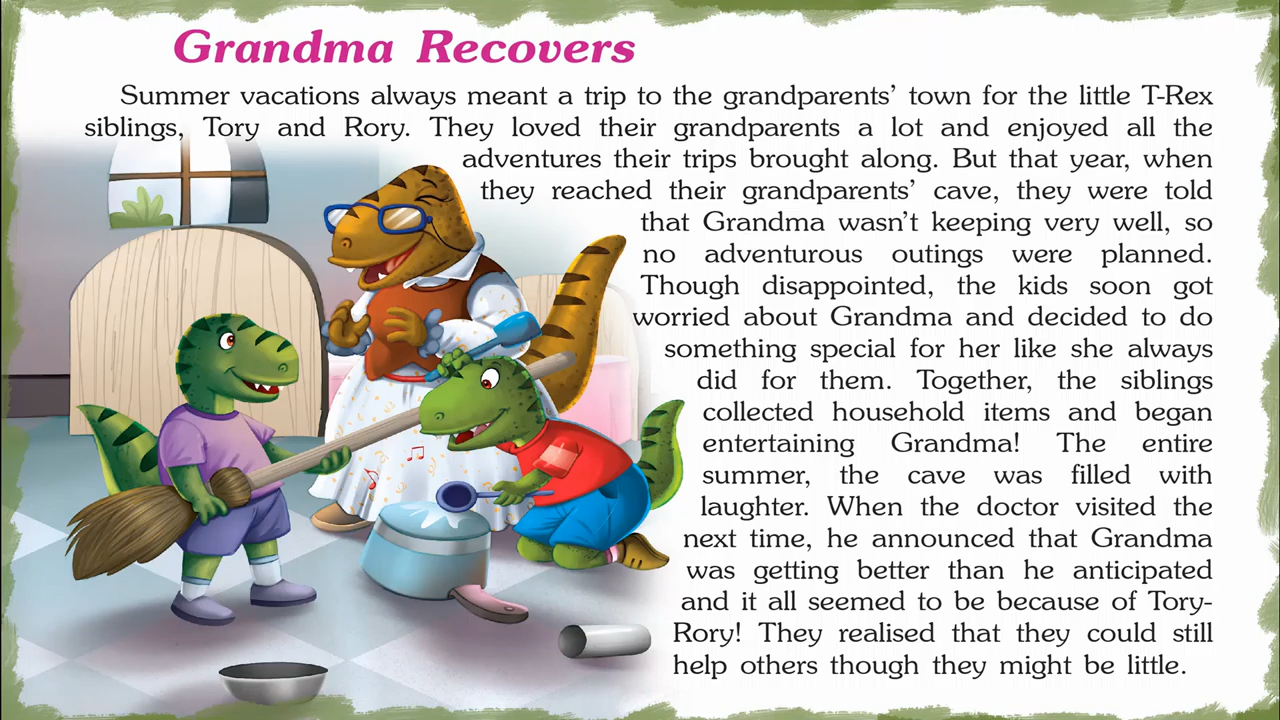 Grandma Recovers
Summer vacations always meant a trip to the grandparents’ town for the little T-Rex
siblings, Tory and Rory. They loved their grandparents a lot and enjoyed all the
adventures their trips brought along. But that year, when
they reached their grandparents’ cave, they were told
that Grandma wasn’t keeping very well, so
no adventurous outings were planned.
Though disappointed, the kids soon got
worried about Grandma and decided to do
something special for her like she always
did for them. Together, the siblings
collected household items and began
entertaining Grandma! The entire
summer, the cave was filled with
laughter. When the doctor visited the
next time, he announced that Grandma
was getting better than he anticipated
and it all seemed to be because of Tory-
Rory! They realised that they could still
help others though they might be little.